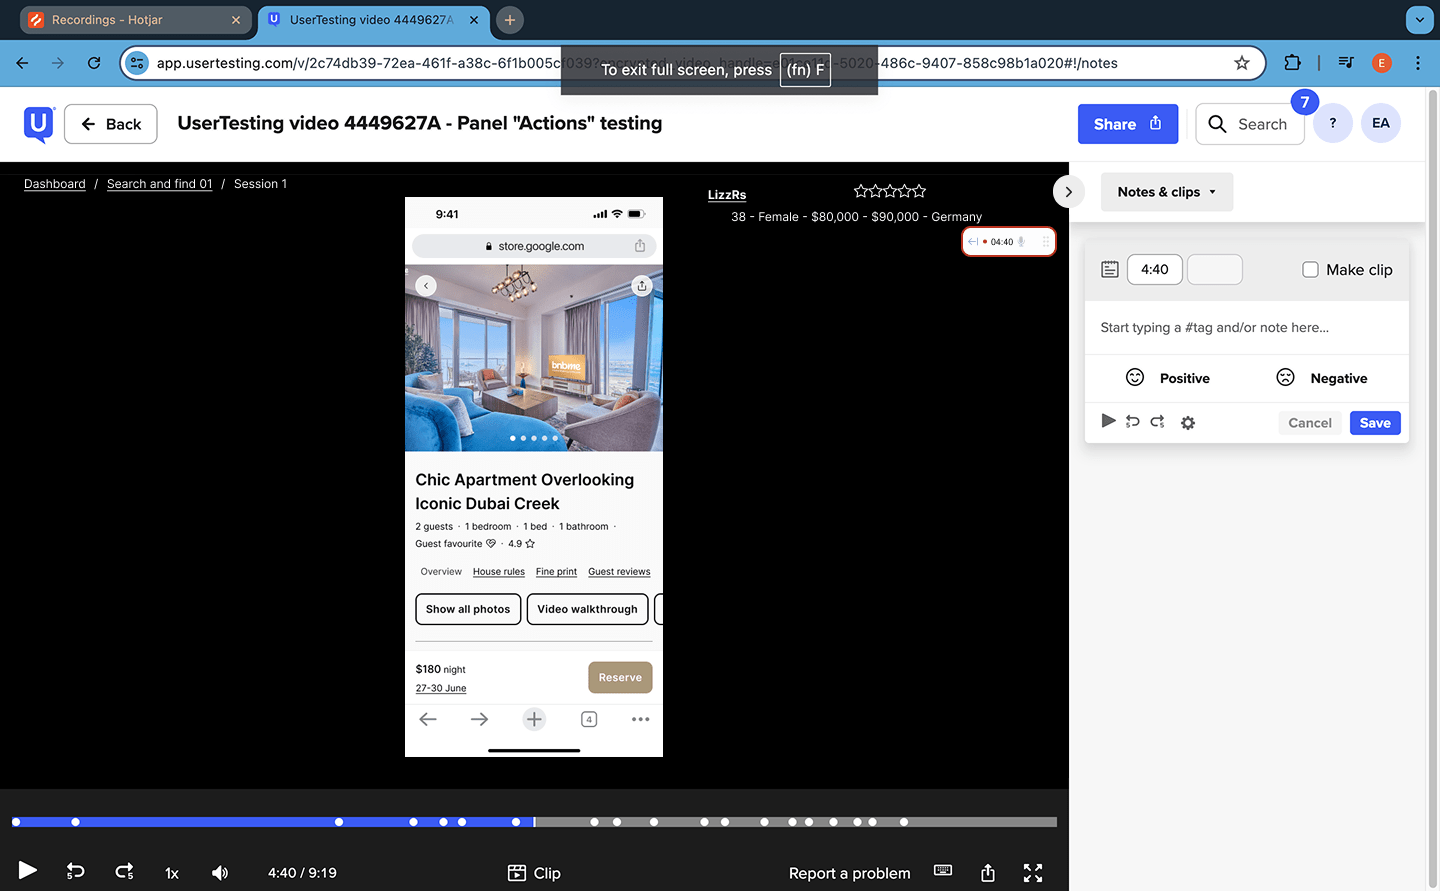 Recordings - Hotjar
UserTesting video 4449627A
app.usertesting.com/v/2c74db39-72ea-461f-a38c-6f1b005cf039?encrypted_video_handle=
-5020-486c-9407-858c98b1a020#!/notes
E
To exit full screen, press (fn) F
U
Back
UserTesting video 4449627A - Panel "Actions" testing
Share
Search
7
?
EA
Dashboard / Search and find 01 / Session 1
LizzRs
38 - Female - $80,000 - $90,000 - Germany
04:40
9:41
store.google.com
bnbme
Chic Apartment Overlooking
Iconic Dubai Creek
2 guests · 1 bedroom · 1 bed · 1 bathroom ·
Guest favourite · 4.9
Overview House rules Fine print Guest reviews
Show all photos
Video walkthrough
$180 night
27-30 June
Reserve
4
Notes & clips
4:40
Make clip
Start typing a #tag and/or note here...
Positive
Negative
Cancel
Save
5
5
1x
4:40 / 9:19
Clip
Report a problem